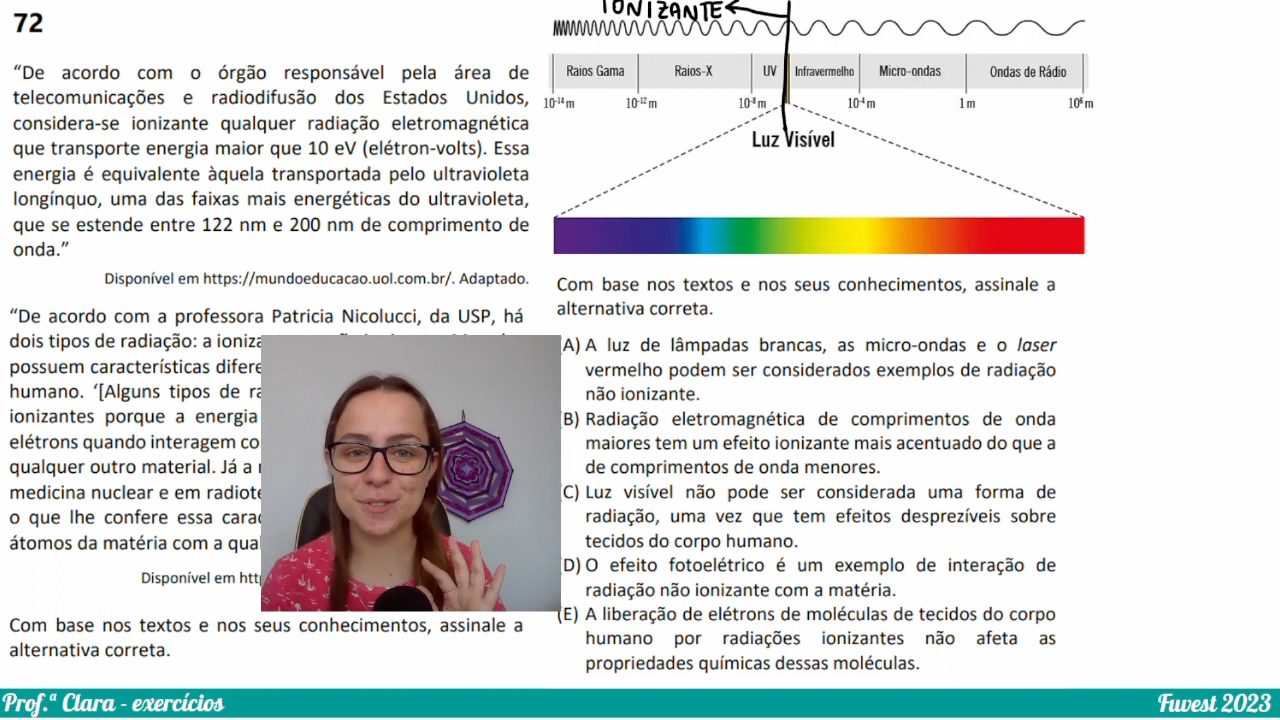 72
“De acordo com o órgão responsável pela área de
telecomunicações e radiodifusão dos Estados Unidos,
considera-se ionizante qualquer radiação eletromagnética
que transporte energia maior que 10 eV (elétron-volts). Essa
energia é equivalente àquela transportada pelo ultravioleta
longínquo, uma das faixas mais energéticas do ultravioleta,
que se estende entre 122 nm e 200 nm de comprimento de
onda.”
Disponível em https://mundoeducacao.uol.com.br/. Adaptado.
“De acordo com a professora Patricia Nicolucci, da USP, há
dois tipos de radiação: a
possuem características
humano. ‘[Alguns tipos de
ionizantes porque a energia
elétrons quando interagem
qualquer outro material. Já a
medicina nuclear e em
o que lhe confere essa
átomos da matéria com a
Disponível em
Com base nos textos e nos seus conhecimentos, assinale a
alternativa correta.
IONIZANTE
Raios Gama Raios-X UV Infravermelho Micro-ondas Ondas de Rádio
10⁻¹⁴ m 10⁻¹² m 10⁻⁸ m 10⁻⁴ m 1 m 10⁶ m
Luz Visível
Com base nos textos e nos seus conhecimentos, assinale a
alternativa correta.
(A) A luz de lâmpadas brancas, as micro-ondas e o laser
vermelho podem ser considerados exemplos de radiação
não ionizante.
(B) Radiação eletromagnética de comprimentos de onda
maiores tem um efeito ionizante mais acentuado do que a
de comprimentos de onda menores.
(C) Luz visível não pode ser considerada uma forma de
radiação, uma vez que tem efeitos desprezíveis sobre
tecidos do corpo humano.
(D) O efeito fotoelétrico é um exemplo de interação de
radiação não ionizante com a matéria.
(E) A liberação de elétrons de moléculas de tecidos do corpo
humano por radiações ionizantes não afeta as
propriedades químicas dessas moléculas.
Prof.ª Clara - exercícios
Fuvest 2023